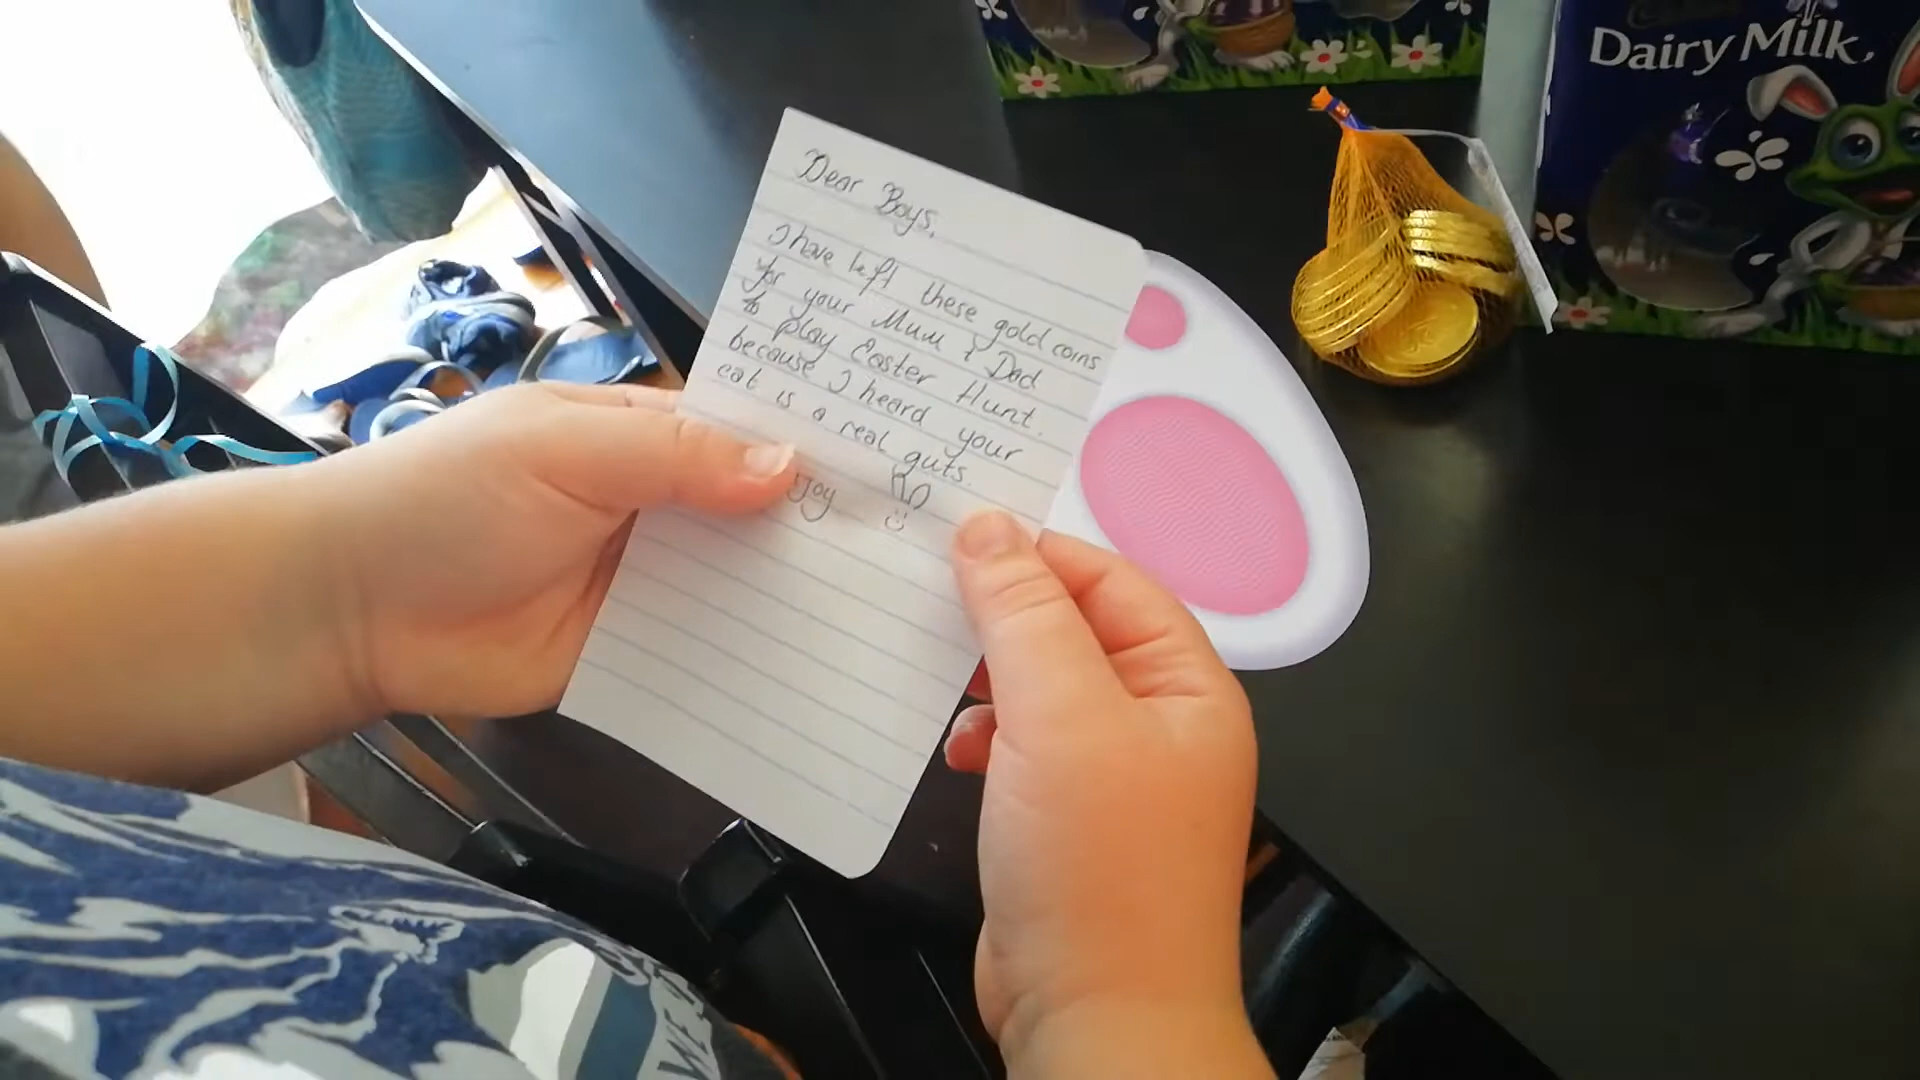 Dear Boys,
I have left these gold coins
for your Mum & Dad
to play Easter Hunt.
because I heard your
cat is a real guts.
Dairy Milk